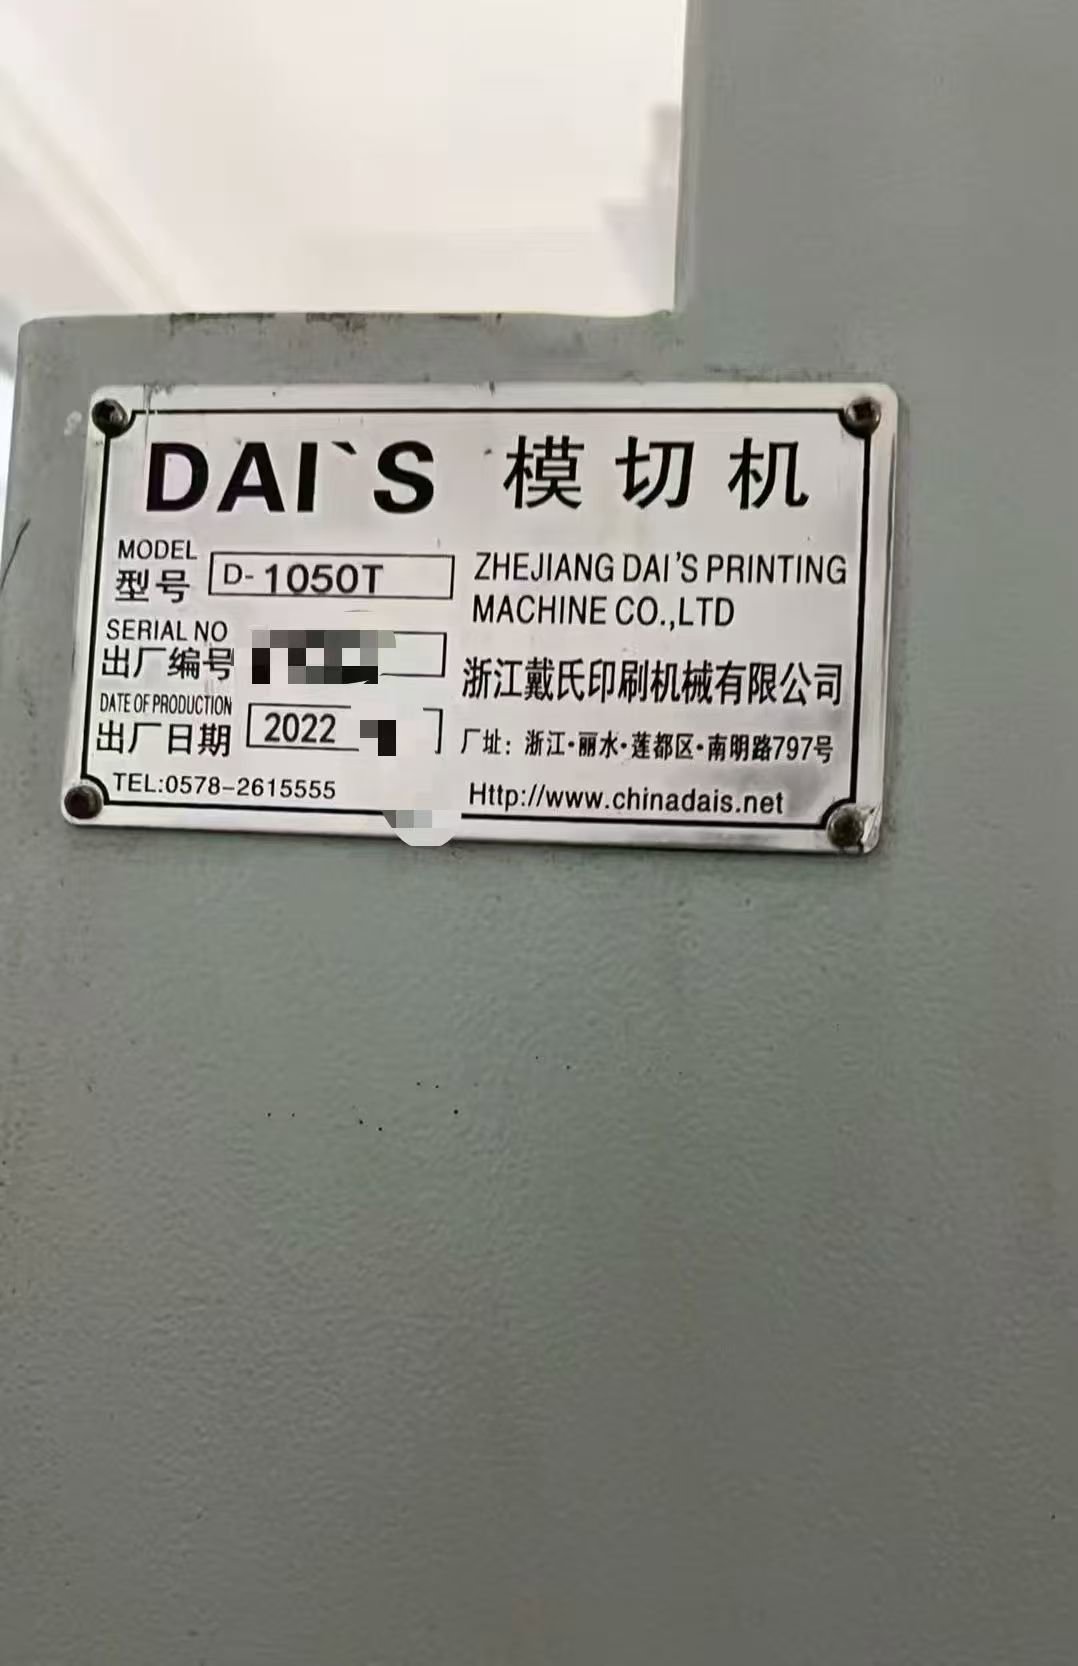 DAI`S 模切机
MODEL
型号 D-1050T
SERIAL NO
出厂编号
DATE OF PRODUCTION
出厂日期 2022
TEL:0578-2615555
ZHEJIANG DAI'S PRINTING
MACHINE CO.,LTD
浙江戴氏印刷机械有限公司
厂址：浙江·丽水·莲都区·南明路797号
Http://www.chinadais.net